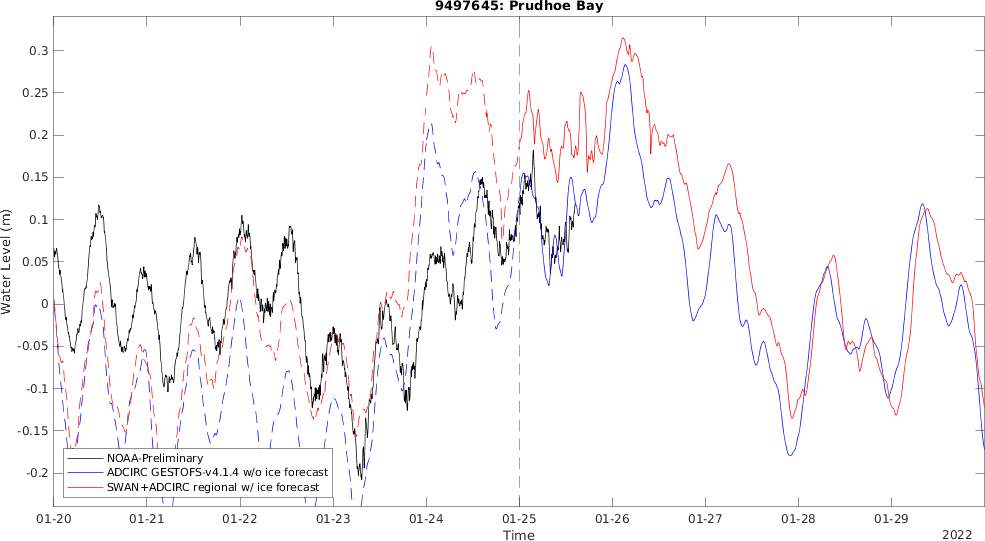 9497645: Prudhoe Bay
Water Level (m)
0.3
0.25
0.2
0.15
0.1
0.05
0
-0.05
-0.1
-0.15
-0.2
NOAA-Preliminary
ADCIRC GESTOFS-v4.1.4 w/o ice forecast
SWAN+ADCIRC regional w/ ice forecast
01-20 01-21 01-22 01-23 01-24 01-25 01-26 01-27 01-28 01-29
Time
2022